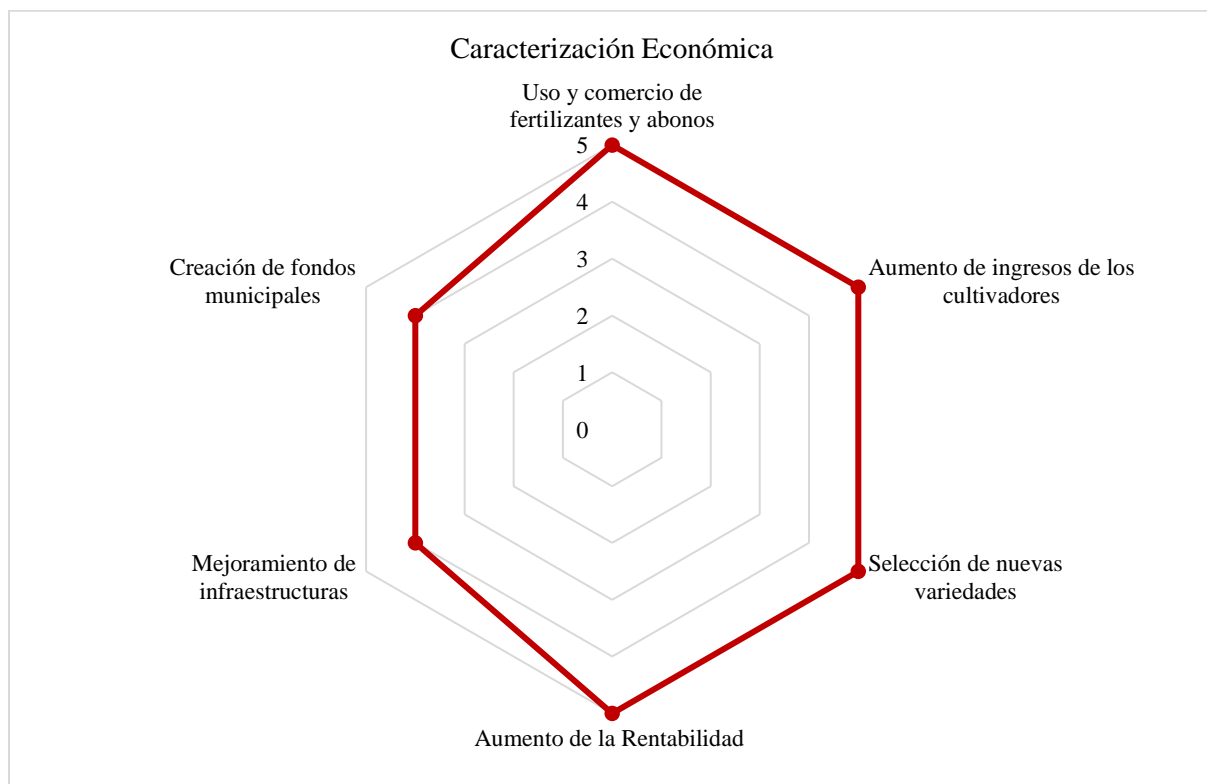 Caracterización Económica
Uso y comercio de
fertilizantes y abonos
5
4
3
2
1
0
Aumento de ingresos de los
cultivadores
Selección de nuevas
variedades
Aumento de la Rentabilidad
Mejoramiento de
infraestructuras
Creación de fondos
municipales